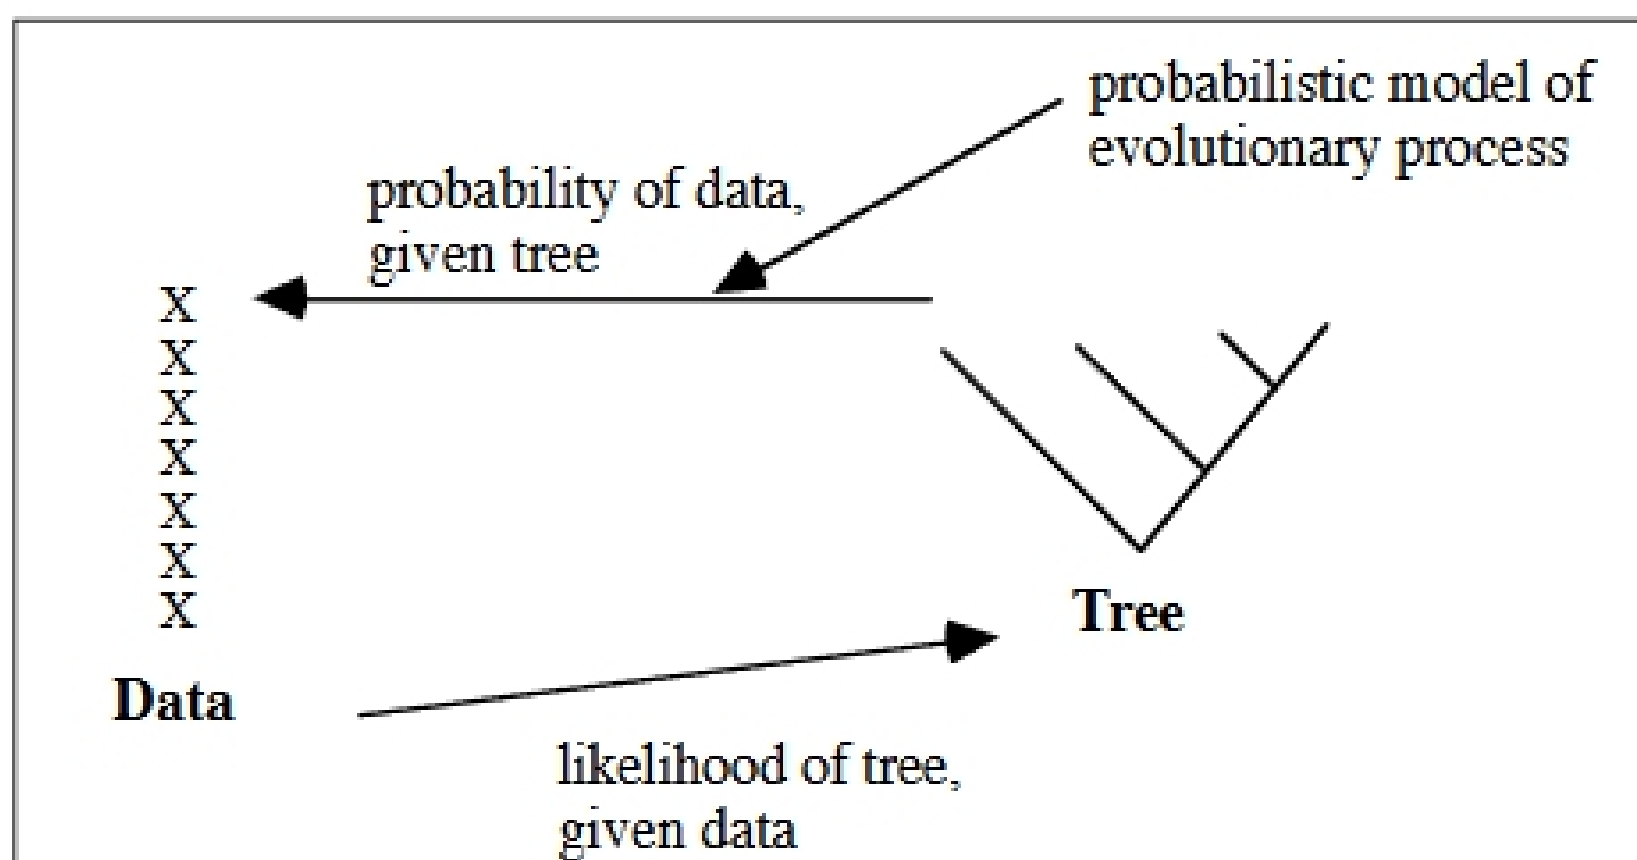 probabilistic model of
evolutionary process
probability of data,
given tree
X
X
X
X
X
X
X
Tree
Data
likelihood of tree,
given data